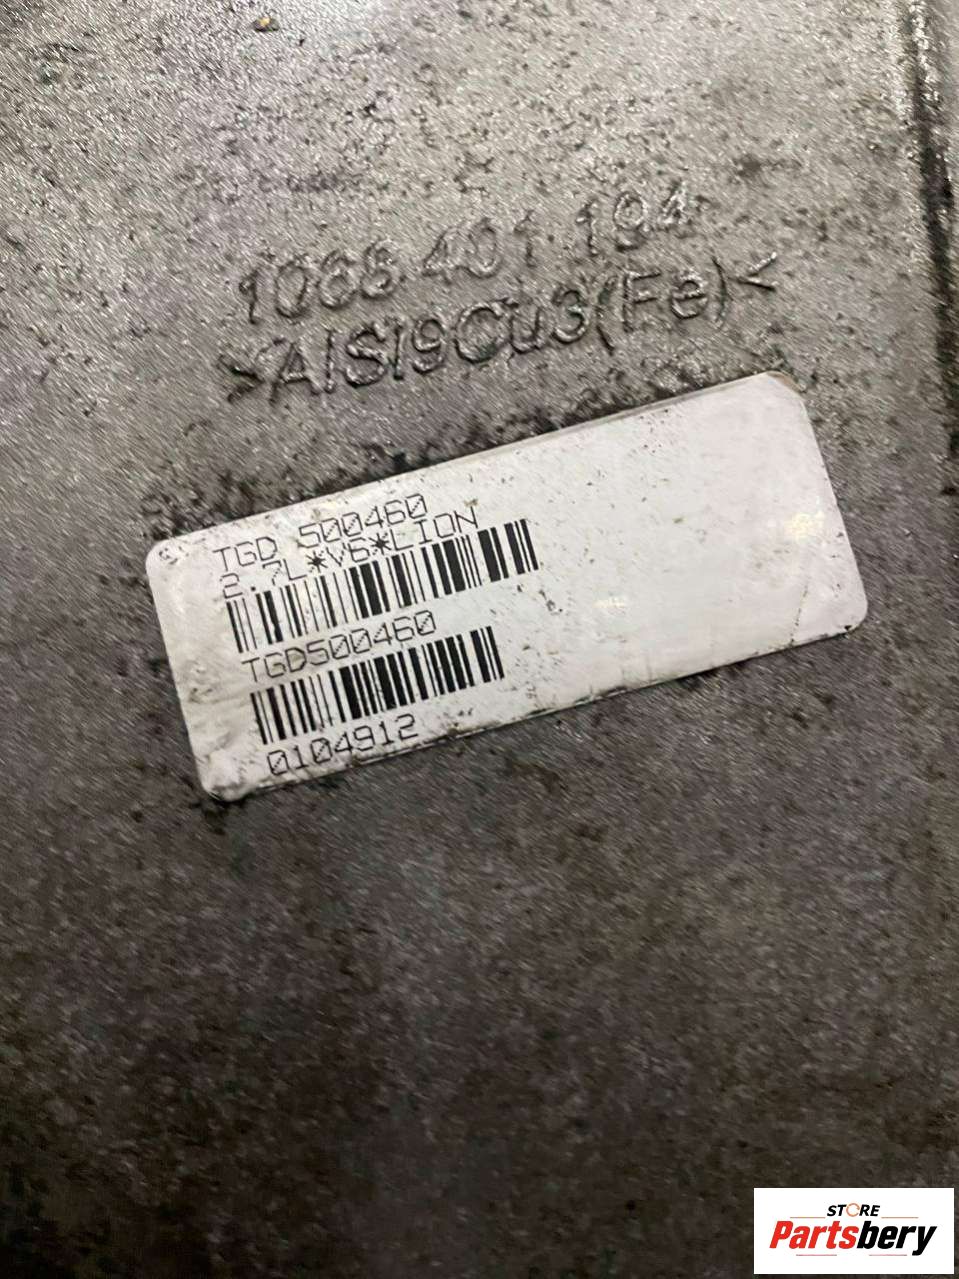 1068 401 194
>AlSi9Cu3(Fe)<
TGD 500460
2.7L*V6*LION
TGD500460
0104912
STORE
Partsbery